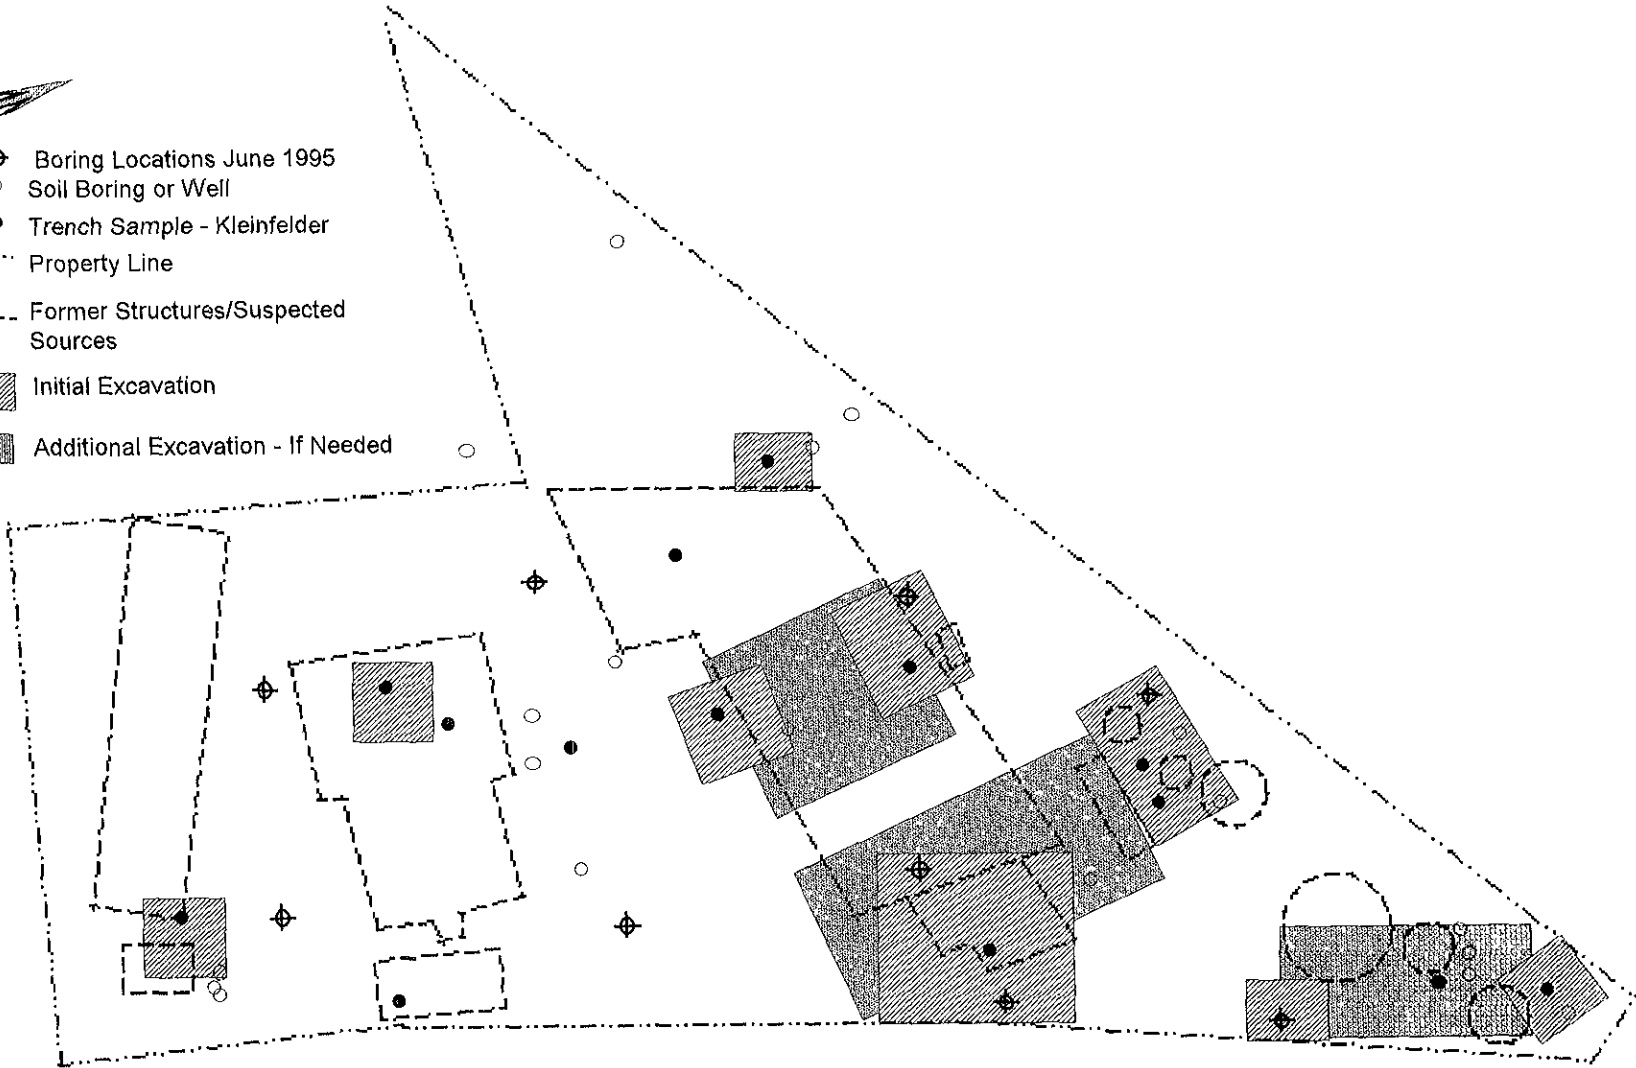 Boring Locations June 1995
Soil Boring or Well
Trench Sample - Kleinfelder
Property Line
Former Structures/Suspected
Sources
Initial Excavation
Additional Excavation - If Needed